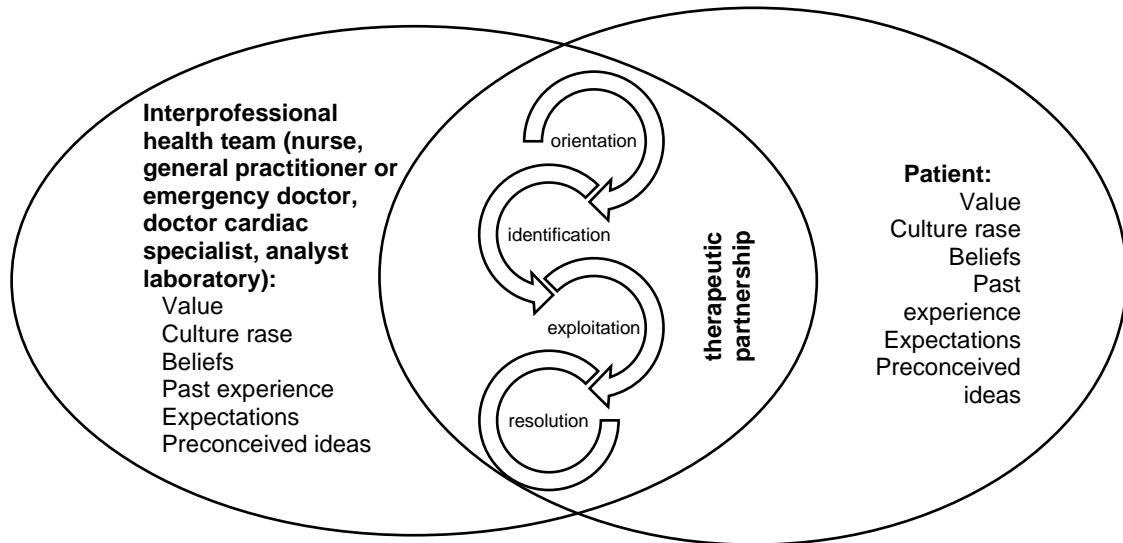 Interprofessional
health team (nurse,
general practitioner or
emergency doctor,
doctor cardiac
specialist, analyst
laboratory):
Value
Culture rase
Beliefs
Past experience
Expectations
Preconceived ideas
orientation
identification
exploitation
resolution
therapeutic
partnership
Patient:
Value
Culture rase
Beliefs
Past
experience
Expectations
Preconceived
ideas